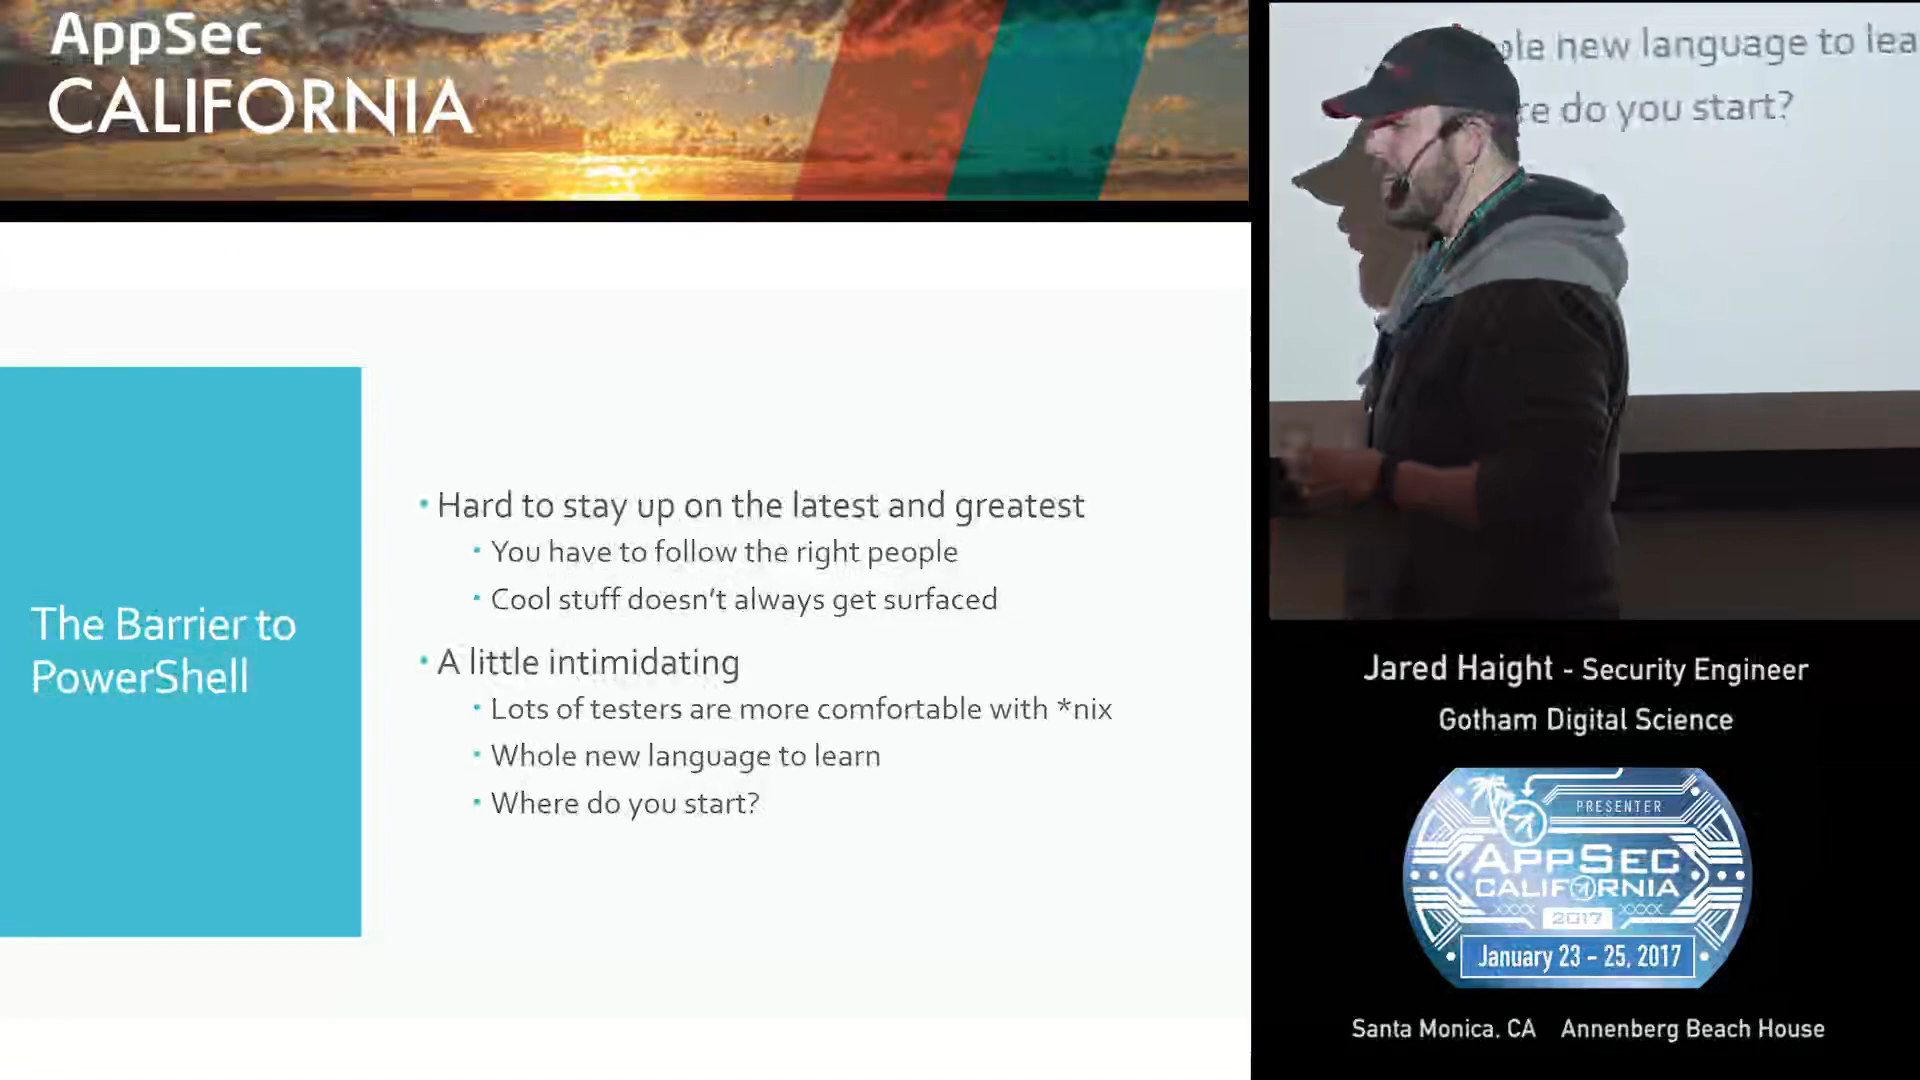 AppSec
CALIFORNIA
The Barrier to
PowerShell
• Hard to stay up on the latest and greatest
• You have to follow the right people
• Cool stuff doesn't always get surfaced
• A little intimidating
• Lots of testers are more comfortable with *nix
• Whole new language to learn
• Where do you start?
new language to
do you start?
Jared Haight - Security Engineer
Gotham Digital Science
PRESENTER
APPSEC
CALIFORNIA
2017
January 23 - 25, 2017
Santa Monica, CA Annenberg Beach House